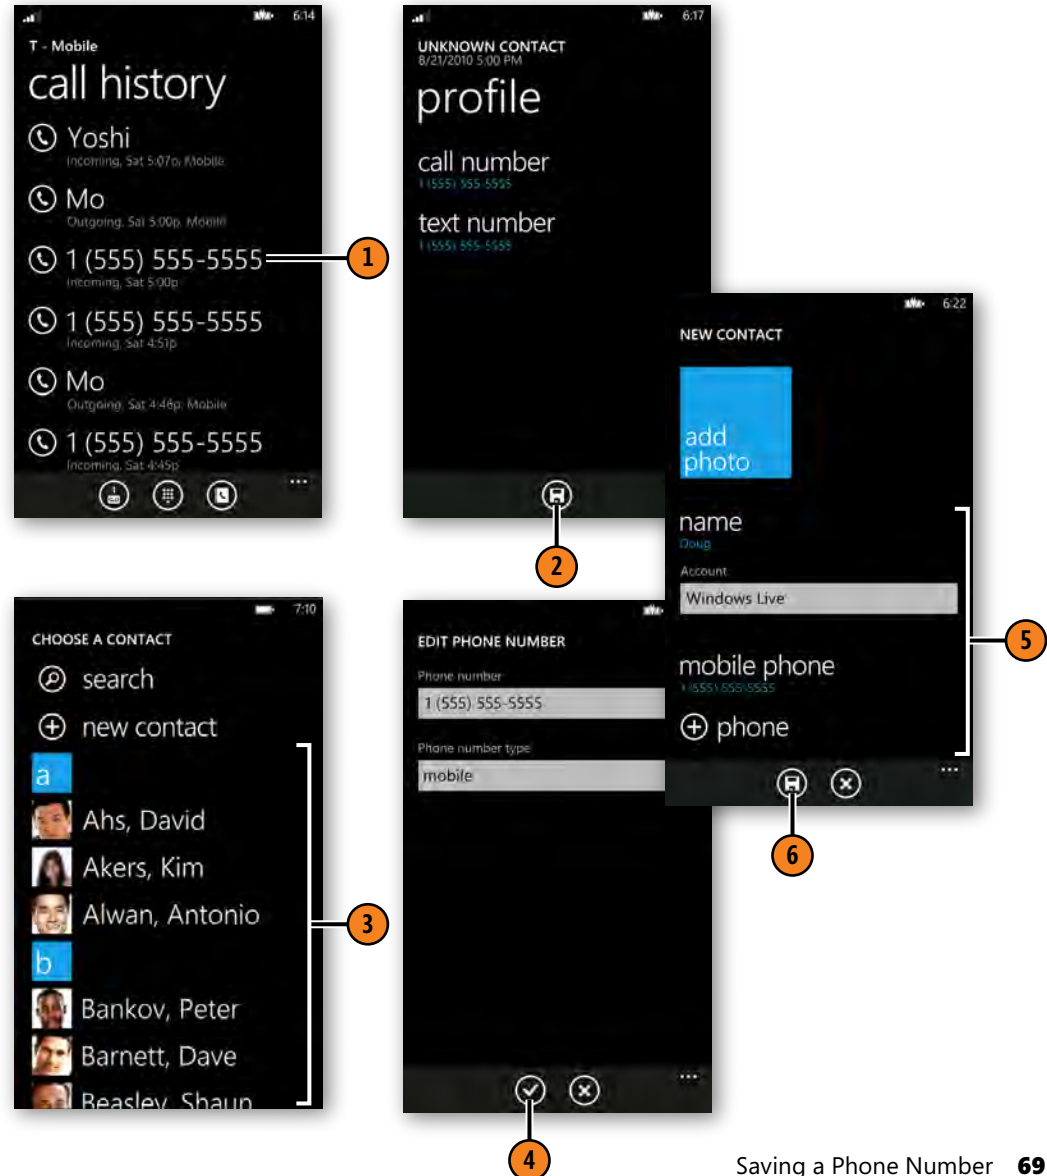 6:14
T - Mobile
call history
Yoshi
Incoming, Sat 5:07p, Mobile
Mo
Outgoing, Sat 5:00p, Mobile
1 (555) 555-5555
Incoming, Sat 5:00p
1 (555) 555-5555
Incoming, Sat 4:51p
Mo
Outgoing, Sat 4:46p, Mobile
1 (555) 555-5555
Incoming, Sat 4:45p
1
1
6:17
UNKNOWN CONTACT
8/21/2010 5:00 PM
profile
call number
1 (555) 555-5555
text number
1 (555) 555-5555
2
7:10
CHOOSE A CONTACT
search
new contact
a
Ahs, David
Akers, Kim
Alwan, Antonio
b
Bankov, Peter
Barnett, Dave
Beasley, Shaun
3
EDIT PHONE NUMBER
Phone number
1 (555) 555-5555
Phone number type
mobile
4
6:22
NEW CONTACT
add
photo
name
Doug
Account
Windows Live
mobile phone
1 (555) 555-5555
phone
5
6
Saving a Phone Number 69